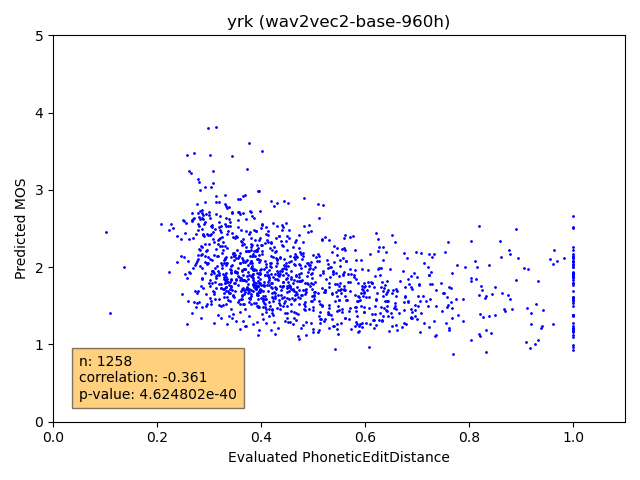 yrk (wav2vec2-base-960h)
5
4
3
2
1
0
Predicted MOS
n: 1258
correlation: -0.361
p-value: 4.624802e-40
0.0 0.2 0.4 0.6 0.8 1.0
Evaluated PhoneticEditDistance